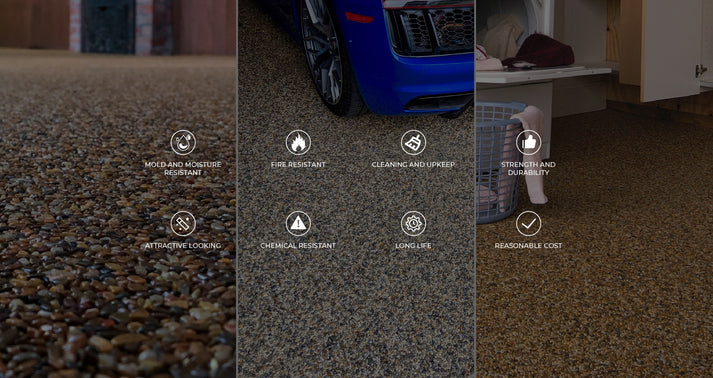 MOLD AND MOISTURE
RESISTANT
FIRE RESISTANT
CLEANING AND UPKEEP
STRENGTH AND
DURABILITY
ATTRACTIVE LOOKING
CHEMICAL RESISTANT
LONG LIFE
REASONABLE COST